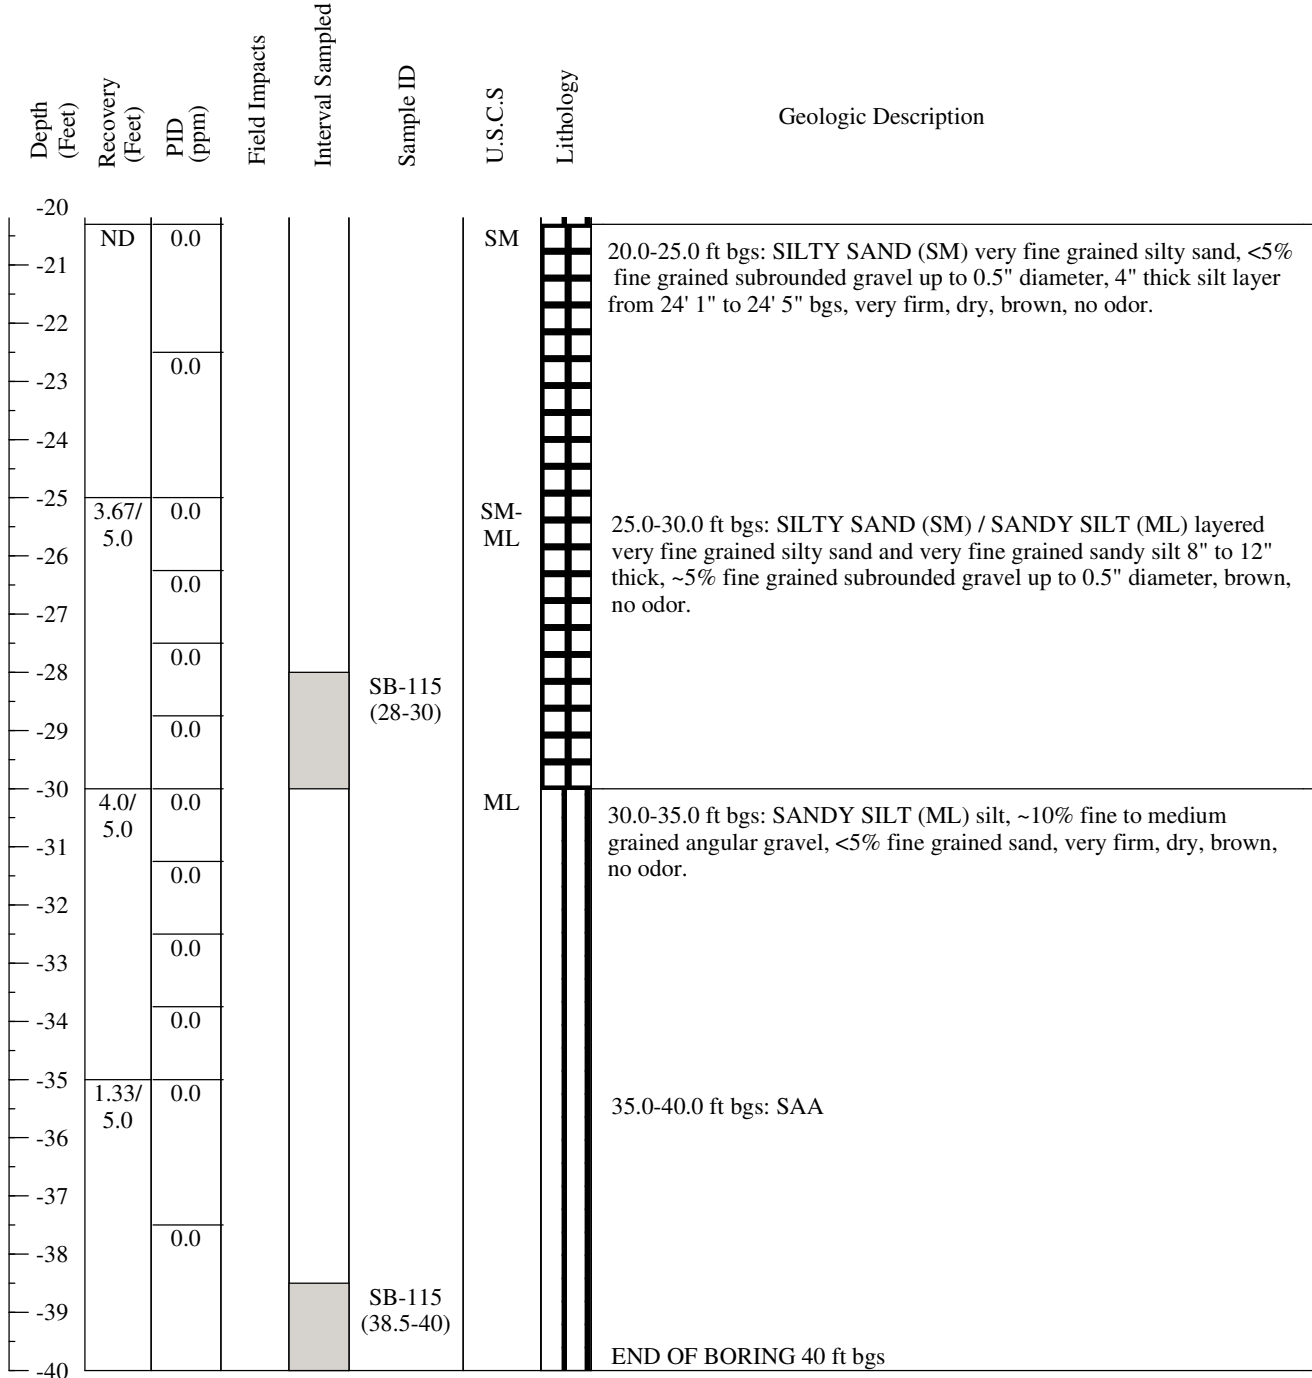 Depth
(Feet)
Recovery
(Feet)
PID
(ppm)
Field Impacts
Interval Sampled
Sample ID
U.S.C.S
Lithology
Geologic Description
-20
ND
0.0
SM
20.0-25.0 ft bgs: SILTY SAND (SM) very fine grained silty sand, <5%
fine grained subrounded gravel up to 0.5" diameter, 4" thick silt layer
from 24' 1" to 24' 5" bgs, very firm, dry, brown, no odor.
-21
-22
0.0
-23
-24
-25
3.67/
5.0
0.0
SM-
ML
25.0-30.0 ft bgs: SILTY SAND (SM) / SANDY SILT (ML) layered
very fine grained silty sand and very fine grained sandy silt 8" to 12"
thick, ~5% fine grained subrounded gravel up to 0.5" diameter, brown,
no odor.
-26
0.0
-27
0.0
-28
SB-115
(28-30)
-29
0.0
-30
4.0/
5.0
0.0
ML
30.0-35.0 ft bgs: SANDY SILT (ML) silt, ~10% fine to medium
grained angular gravel, <5% fine grained sand, very firm, dry, brown,
no odor.
-31
0.0
-32
0.0
-33
-34
0.0
-35
1.33/
5.0
0.0
35.0-40.0 ft bgs: SAA
-36
-37
0.0
-38
SB-115
(38.5-40)
-39
END OF BORING 40 ft bgs
-40